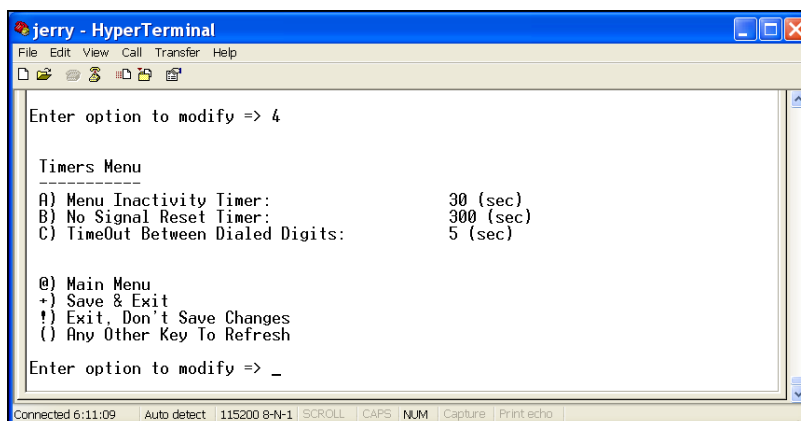 jerry - HyperTerminal
File Edit View Call Transfer Help
Enter option to modify => 4
Timers Menu
-----------
A) Menu Inactivity Timer: 30 (sec)
B) No Signal Reset Timer: 300 (sec)
C) TimeOut Between Dialed Digits: 5 (sec)
@) Main Menu
+) Save & Exit
!) Exit, Don't Save Changes
() Any Other Key To Refresh
Enter option to modify => _
Connected 6:11:09 Auto detect 115200 8-N-1 SCROLL CAPS NUM Capture Print echo